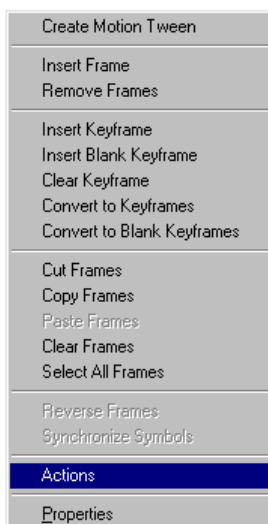 Create Motion Tween
Insert Frame
Remove Frames
Insert Keyframe
Insert Blank Keyframe
Clear Keyframe
Convert to Keyframes
Convert to Blank Keyframes
Cut Frames
Copy Frames
Paste Frames
Clear Frames
Select All Frames
Reverse Frames
Synchronize Symbols
Actions
Properties